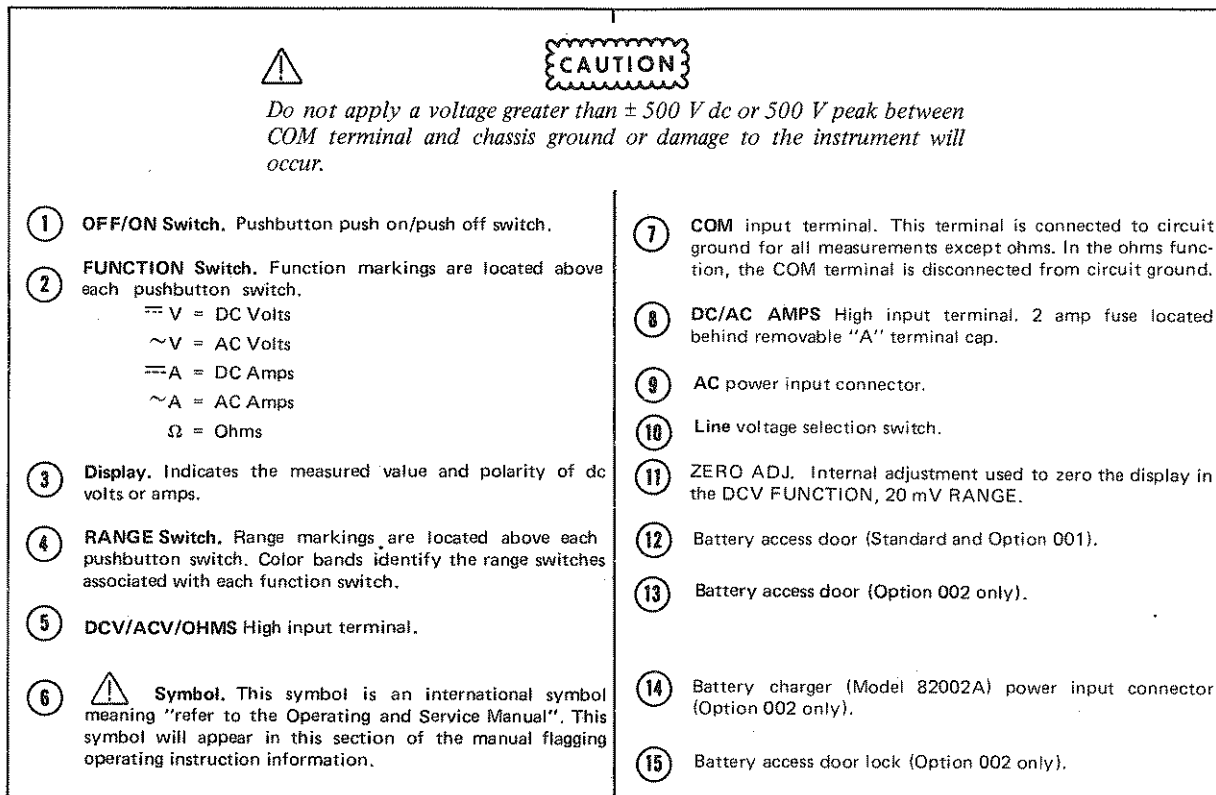 CAUTION
Do not apply a voltage greater than ± 500 V dc or 500 V peak between
COM terminal and chassis ground or damage to the instrument will
occur.
1 OFF/ON Switch. Pushbutton push on/push off switch.
2 FUNCTION Switch. Function markings are located above
each pushbutton switch.
⎓ V = DC Volts
~V = AC Volts
⎓A = DC Amps
~A = AC Amps
Ω = Ohms
3 Display. Indicates the measured value and polarity of dc
volts or amps.
4 RANGE Switch. Range markings are located above each
pushbutton switch. Color bands identify the range switches
associated with each function switch.
5 DCV/ACV/OHMS High input terminal.
6 ⚠ Symbol. This symbol is an international symbol
meaning "refer to the Operating and Service Manual". This
symbol will appear in this section of the manual flagging
operating instruction information.
7 COM input terminal. This terminal is connected to circuit
ground for all measurements except ohms. In the ohms func-
tion, the COM terminal is disconnected from circuit ground.
8 DC/AC AMPS High input terminal. 2 amp fuse located
behind removable "A" terminal cap.
9 AC power input connector.
10 Line voltage selection switch.
11 ZERO ADJ. Internal adjustment used to zero the display in
the DCV FUNCTION, 20 mV RANGE.
12 Battery access door (Standard and Option 001).
13 Battery access door (Option 002 only).
14 Battery charger (Model 82002A) power input connector
(Option 002 only).
15 Battery access door lock (Option 002 only).